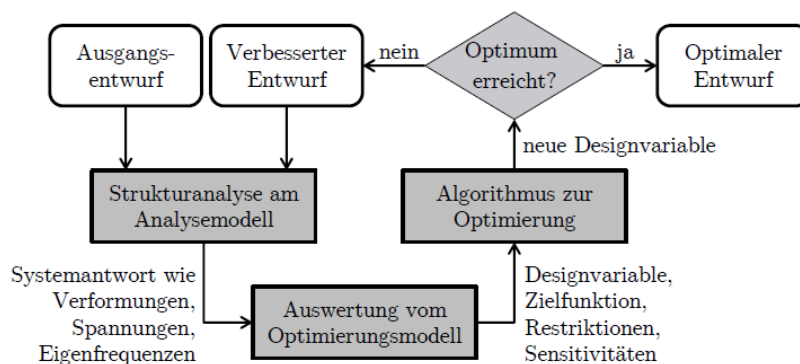 Ausgangs-
entwurf
Verbesserter
Entwurf
nein
Optimum
erreicht?
ja
Optimaler
Entwurf
neue Designvariable
Strukturanalyse am
Analysemodell
Algorithmus zur
Optimierung
Systemantwort wie
Verformungen,
Spannungen,
Eigenfrequenzen
Auswertung vom
Optimierungsmodell
Designvariable,
Zielfunktion,
Restriktionen,
Sensitivitäten